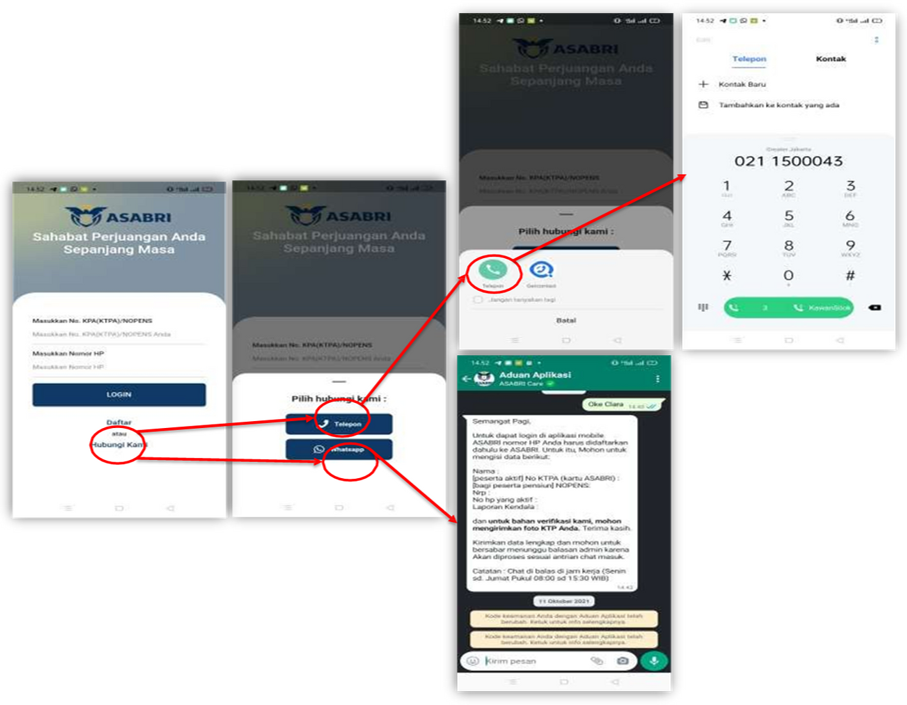 14:52
ASABRI
Sahabat Perjuangan Anda
Sepanjang Masa
Masukkan No. KPA(KTPA)/NOPENS
Masukkan No. KPA(KTPA)/NOPENS Anda
Masukkan Nomor HP
Masukkan Nomor HP
LOGIN
Daftar
atau
Hubungi Kami
14:52
ASABRI
Sahabat Perjuangan Anda
Sepanjang Masa
Masukkan No. KPA(KTPA)/NOPENS
Masukkan No. KPA(KTPA)/NOPENS Anda
Pilih hubungi kami :
Telepon
Whatsapp
14:52
ASABRI
Sahabat Perjuangan Anda
Sepanjang Masa
Masukkan No. KPA(KTPA)/NOPENS
Masukkan No. KPA(KTPA)/NOPENS Anda
Pilih hubungi kami :
Telepon
Getcontact
Jangan tanyakan lagi
Batal
14:52
Telepon
Kontak
Kontak Baru
Tambahkan ke kontak yang ada
Greater Jakarta
021 1500043
1 2 3
ABC DEF
4 5 6
GHI JKL MNO
7 8 9
PQRS TUV WXYZ
* 0 #
+
KawanSilok
14:52
Aduan Aplikasi
ASABRI Care
Oke Clara 14:40
Semangat Pagi,
Untuk dapat login di aplikasi mobile
ASABRI nomor HP Anda harus didaftarkan
dahulu ke ASABRI. Untuk itu, Mohon untuk
mengisi data berikut:
Nama :
[peserta aktif] No KTPA (kartu ASABRI) :
[bagi peserta pensiun] NOPENS:
Nrp :
No hp yang aktif :
Laporan Kendala :
dan untuk bahan verifikasi kami, mohon
mengirimkan foto KTP Anda. Terima kasih.
Kirimkan data lengkap dan mohon untuk
bersabar menunggu balasan admin karena
Akan diproses sesuai antrian chat masuk.
Catatan : Chat di balas di jam kerja (Senin
sd. Jumat Pukul 08:00 sd 15:30 WIB)
14:42
11 Oktober 2021
Kode keamanan Anda dengan Aduan Aplikasi telah
berubah. Ketuk untuk info selengkapnya.
Kode keamanan Anda dengan Aduan Aplikasi telah
berubah. Ketuk untuk info selengkapnya.
Kirim pesan